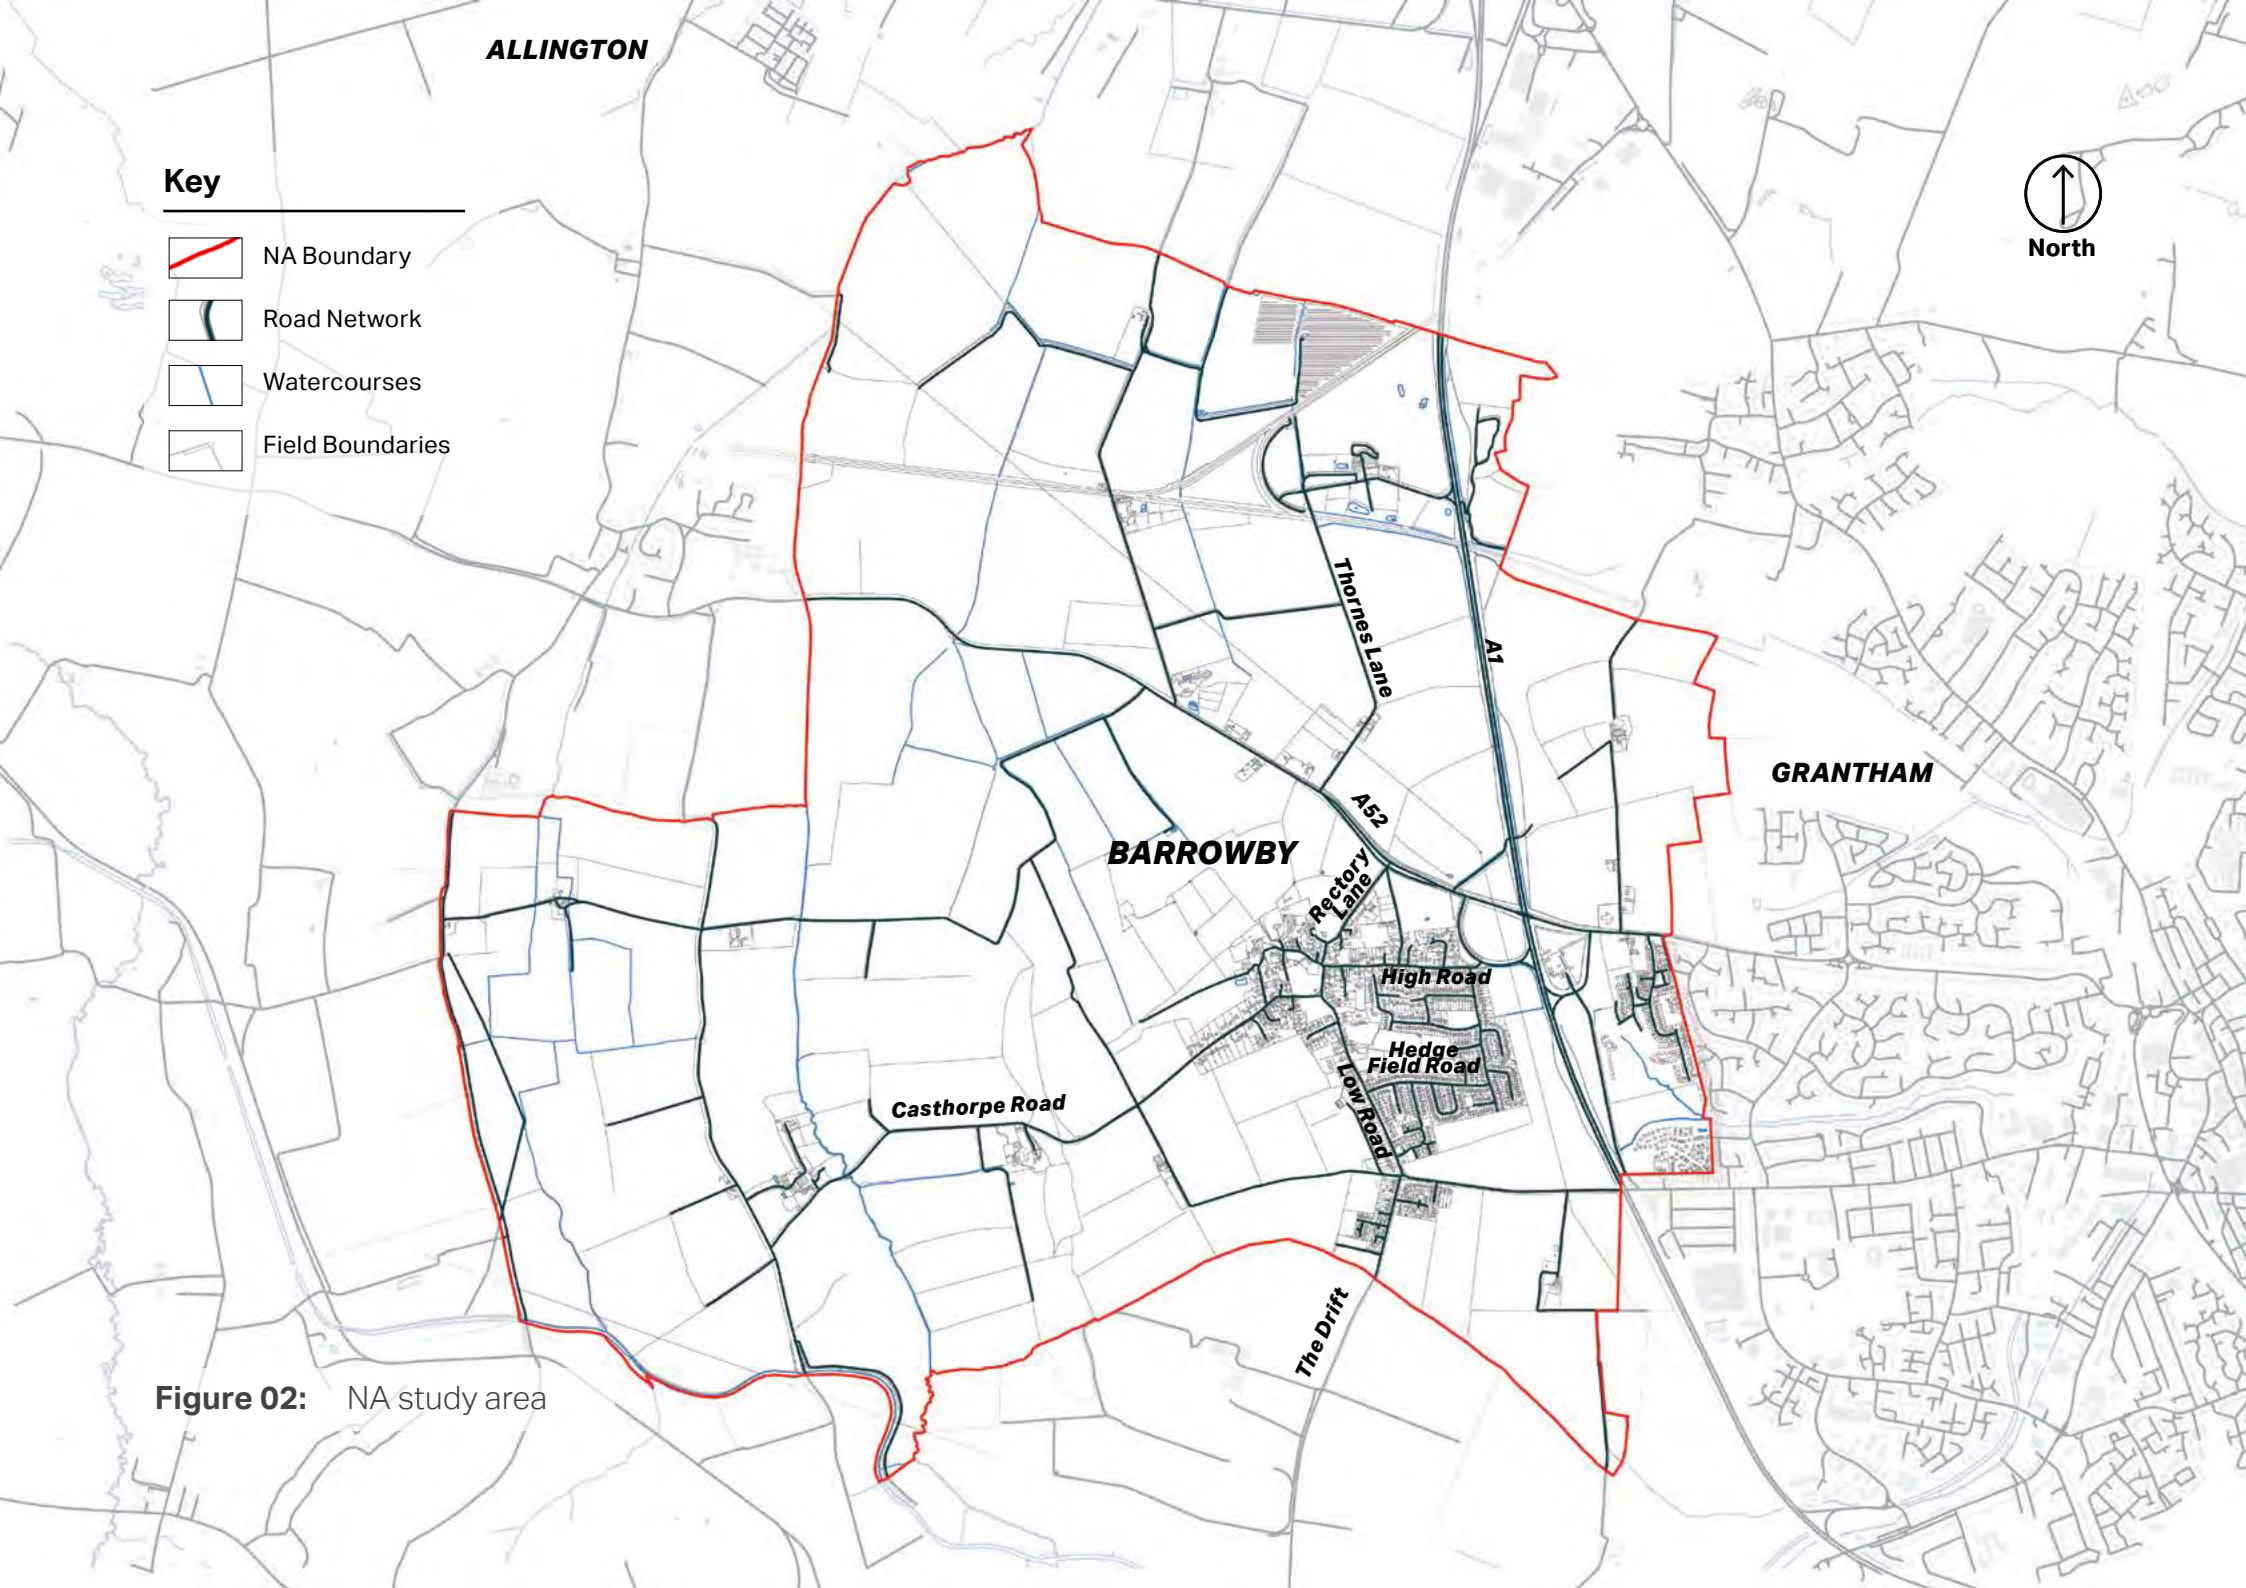 ALLINGTON
Key
NA Boundary
Road Network
Watercourses
Field Boundaries
North
Thornes Lane
A1
GRANTHAM
A52
BARROWBY
Rectory
Lane
High Road
Hedge
Field Road
Low Road
Casthorpe Road
The Drift
Figure 02: NA study area